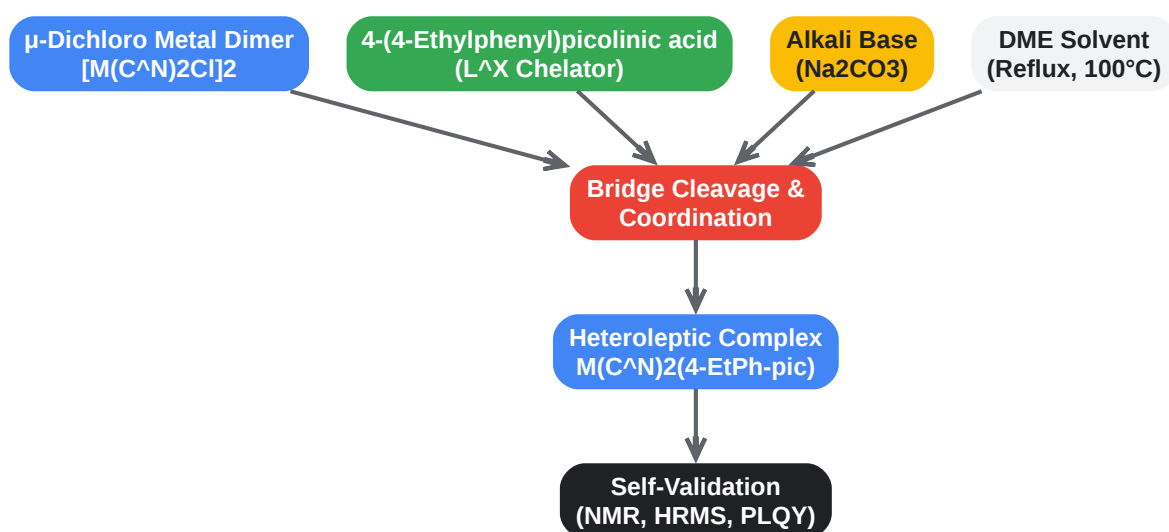 μ-Dichloro Metal Dimer
[M(C^N)2Cl]2
4-(4-Ethylphenyl)picolinic acid
(L^X Chelator)
Alkali Base
(Na2CO3)
DME Solvent
(Reflux, 100°C)
Bridge Cleavage &
Coordination
Heteroleptic Complex
M(C^N)2(4-EtPh-pic)
Self-Validation
(NMR, HRMS, PLQY)